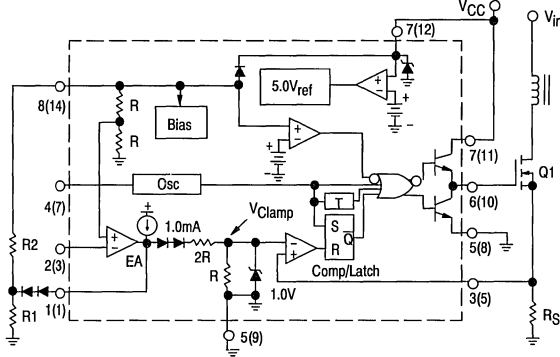 VCC
Vin
7(12)
5.0Vref
+
−
8(14)
R
Bias
R
+
−
7(11)
Q1
Osc
4(7)
T
6(10)
+
1.0mA
VClamp
S
Q
R
5(8)
R2
+
−
2(3)
EA
2R
R
−
+
Comp/Latch
1.0V
1(1)
3(5)
R1
RS
5(9)